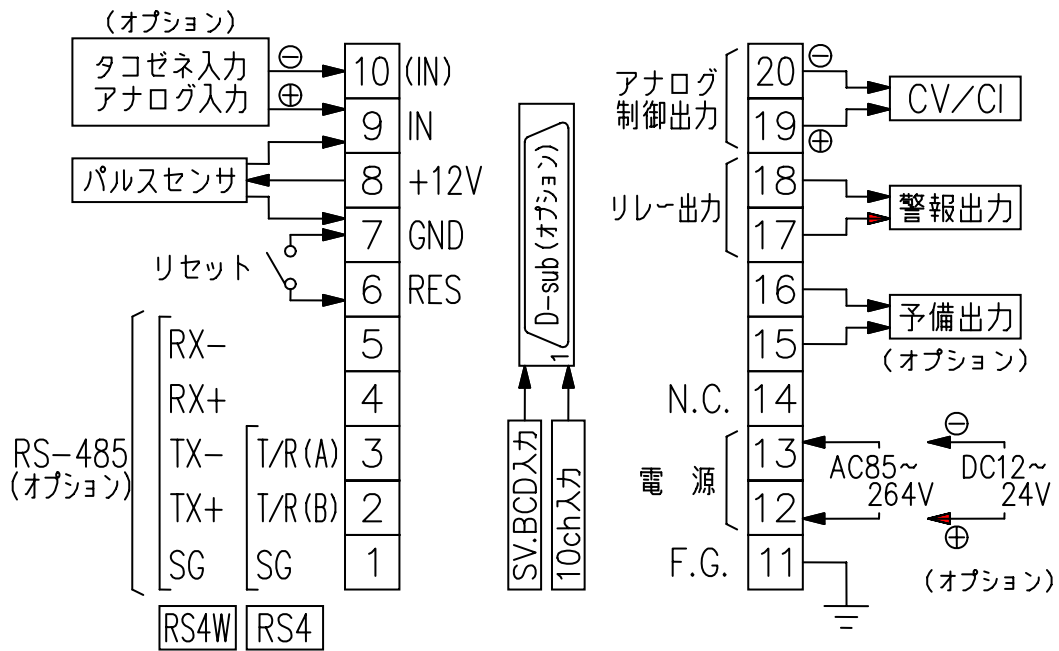 (オプション)
タコゼネ入力
アナログ入力
⊖
⊕
10 (IN)
9 IN
パルスセンサ
8 +12V
7 GND
リセット
6 RES
RS-485
(オプション)
RX- 5
RX+ 4
TX- T/R(A) 3
TX+ T/R(B) 2
SG SG 1
RS4W RS4
D-sub(オプション)
1
SV.BCD入力
10ch入力
アナログ
制御出力
20 ⊖
19 ⊕
CV/CI
リレー出力
18
17
警報出力
16
15
予備出力
(オプション)
N.C. 14
電源
13
12
AC85~
264V
⊖
DC12~
24V
⊕
(オプション)
F.G. 11